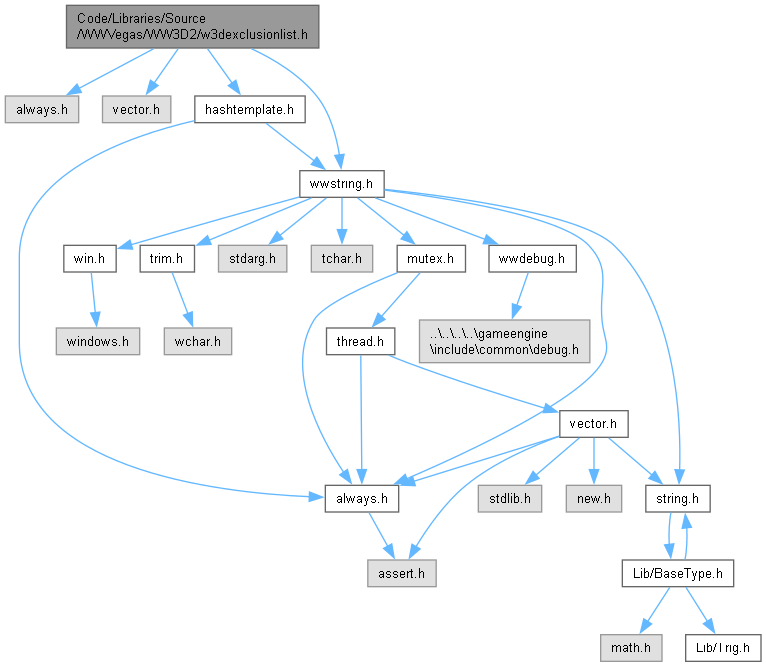 Code/Libraries/Source
/WWVegas/WW3D2/w3dexclusionlist.h
always.h
vector.h
hashtemplate.h
wwstring.h
win.h
trim.h
stdarg.h
tchar.h
mutex.h
wwdebug.h
windows.h
wchar.h
thread.h
..\..\..\..\gameengine
\include\common\debug.h
vector.h
always.h
stdlib.h
new.h
string.h
assert.h
Lib/BaseType.h
math.h
Lib/Trig.h